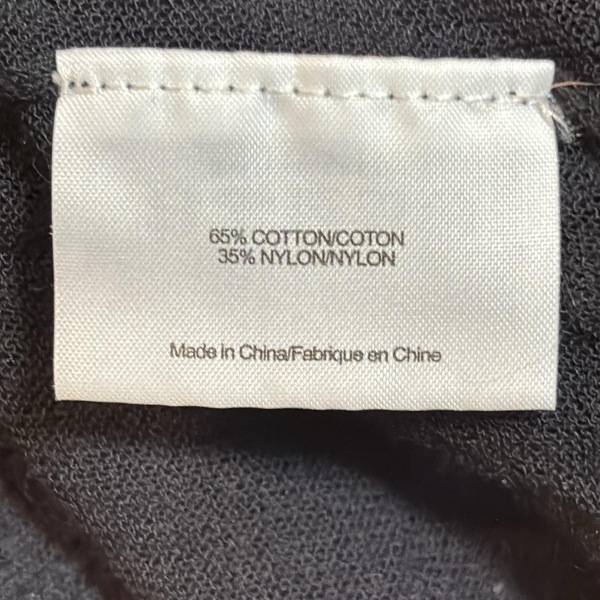 65% COTTON/COTON
35% NYLON/NYLON
Made in China/Fabrique en Chine